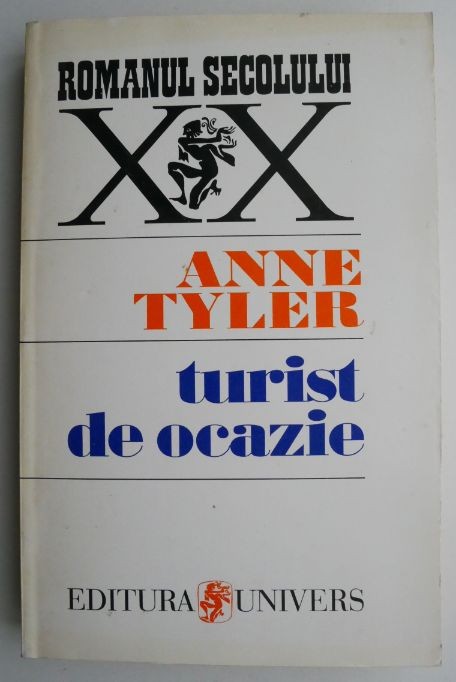 ROMANUL SECOLULUI
XX
ANNE
TYLER
turist
de ocazie
EDITURA UNIVERS